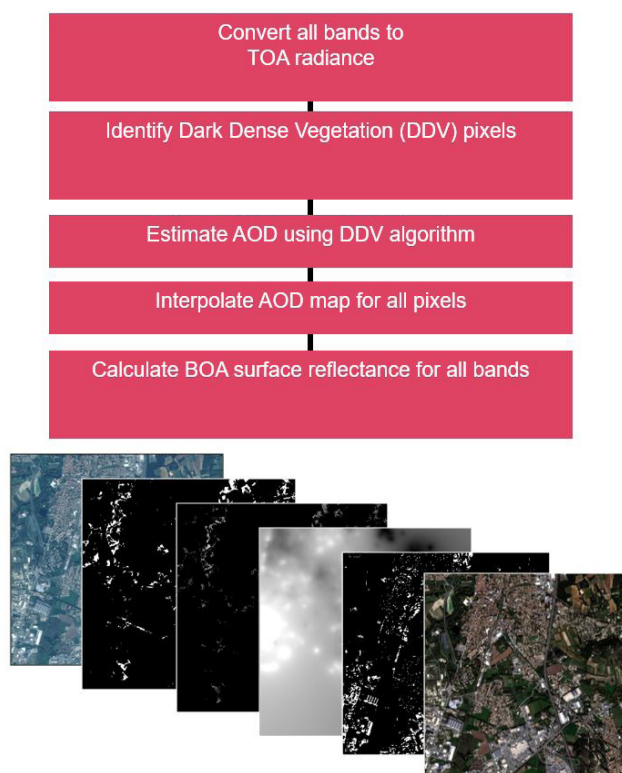 Convert all bands to
TOA radiance
Identify Dark Dense Vegetation (DDV) pixels
Estimate AOD using DDV algorithm
Interpolate AOD map for all pixels
Calculate BOA surface reflectance for all bands